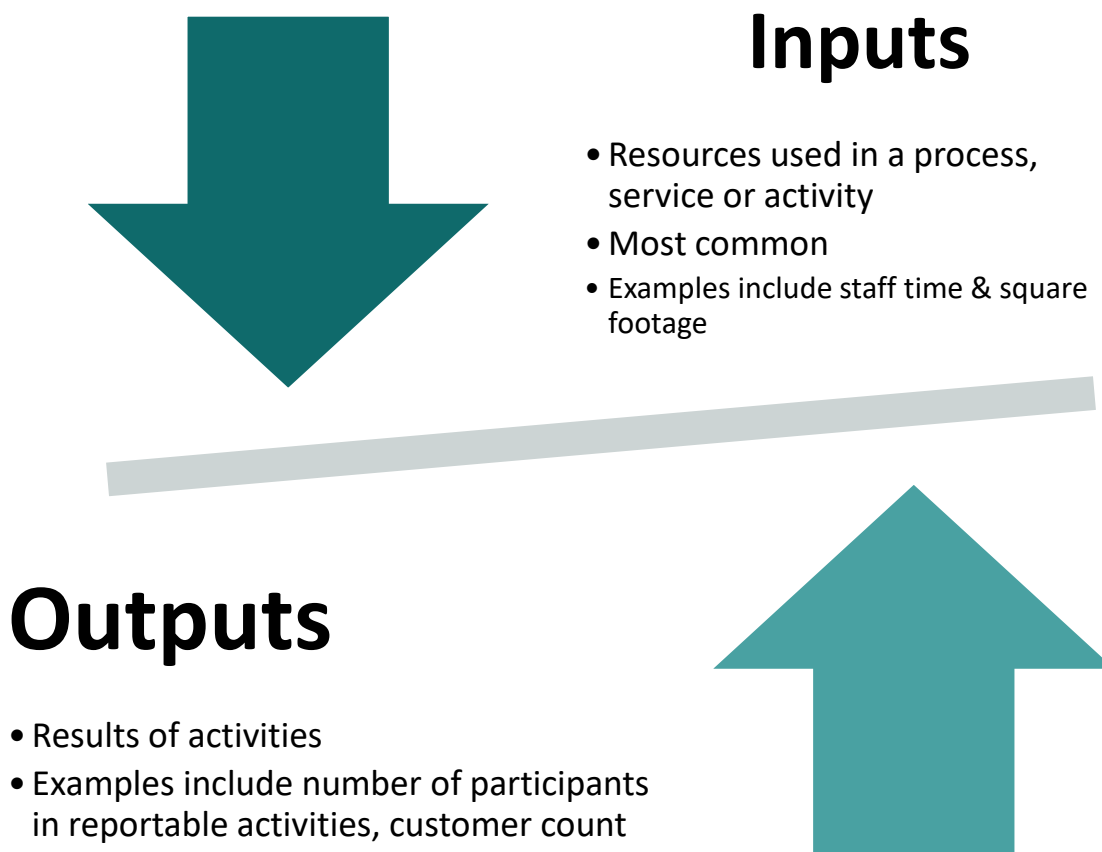 Inputs
• Resources used in a process,
service or activity
• Most common
• Examples include staff time & square
footage
Outputs
• Results of activities
• Examples include number of participants
in reportable activities, customer count